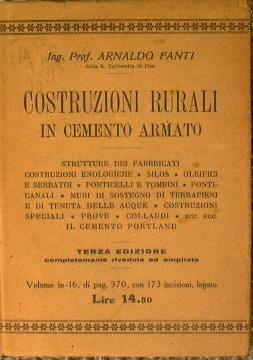 Ing. Prof. ARNALDO FANTI
della R. Università di Pisa
COSTRUZIONI RURALI
IN CEMENTO ARMATO
STRUTTURE DEI FABBRICATI
COSTRUZIONI ENOLOGICHE • SILOS • OLEIFICI
E SERBATOI • PONTICELLI E TOMBINI • PONTI-
CANALI • MURI DI SOSTEGNO DI TERRAPIENI
E DI TENUTA DELLE ACQUE • COSTRUZIONI
SPECIALI • PROVE • COLLAUDI • ECC. ECC.
IL CEMENTO PORTLAND
TERZA EDIZIONE
completamente riveduta ed ampliata
Volume in-16, di pag. 370, con 173 incisioni, legato
Lire 14.50